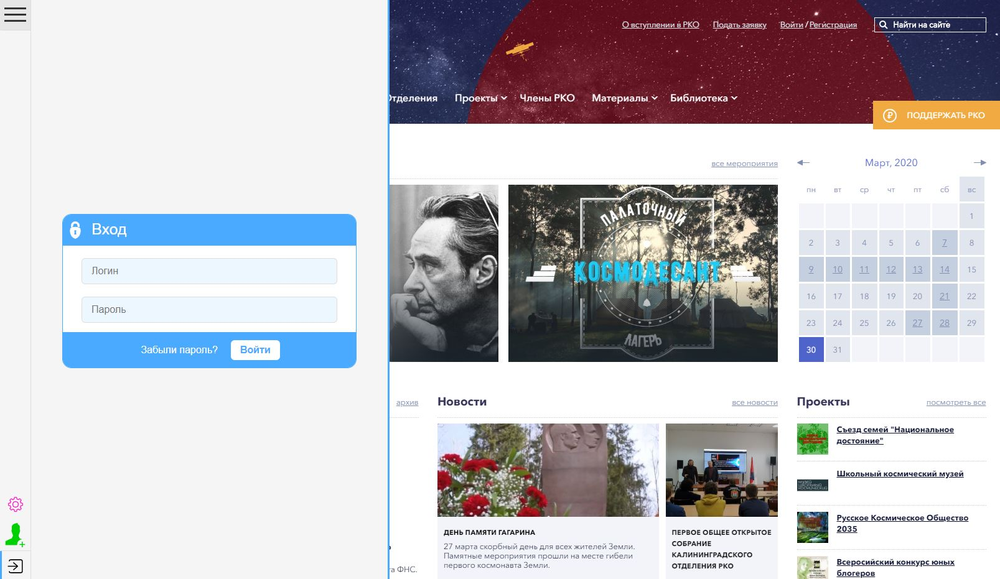 О вступлении в РКО
Подать заявку
Войти / Регистрация
Найти на сайте
Отделения
Проекты
Члены РКО
Материалы
Библиотека
ПОДДЕРЖАТЬ РКО
все мероприятия
Март, 2020
пн вт ср чт пт сб вс
1
2 3 4 5 6 7 8
9 10 11 12 13 14 15
16 17 18 19 20 21 22
23 24 25 26 27 28 29
30 31
ПАЛАТОЧНЫЙ
КОСМОДЕСАНТ
ЛАГЕРЬ
Вход
Логин
Пароль
Забыли пароль?
Войти
архив
та ФНС.
Новости
все новости
ДЕНЬ ПАМЯТИ ГАГАРИНА
27 марта скорбный день для всех жителей Земли.
Памятные мероприятия прошли на месте гибели
первого космонавта Земли.
ПЕРВОЕ ОБЩЕЕ ОТКРЫТОЕ
СОБРАНИЕ
КАЛИНИНГРАДСКОГО
ОТДЕЛЕНИЯ РКО
Проекты
посмотреть все
Съезд семей "Национальное
достояние"
МУЗЕЙ
ШКОЛЬНЫЙ
КОСМИЧЕСКИЙ
Школьный космический музей
Русское Космическое Общество
2035
Всеросийский конкурс юных
блогеров